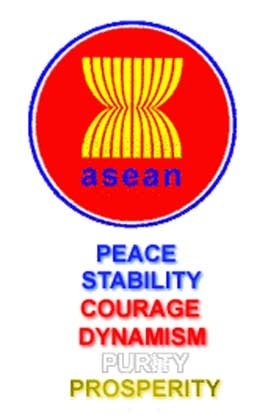 asean
PEACE
STABILITY
COURAGE
DYNAMISM
PURITY
PROSPERITY